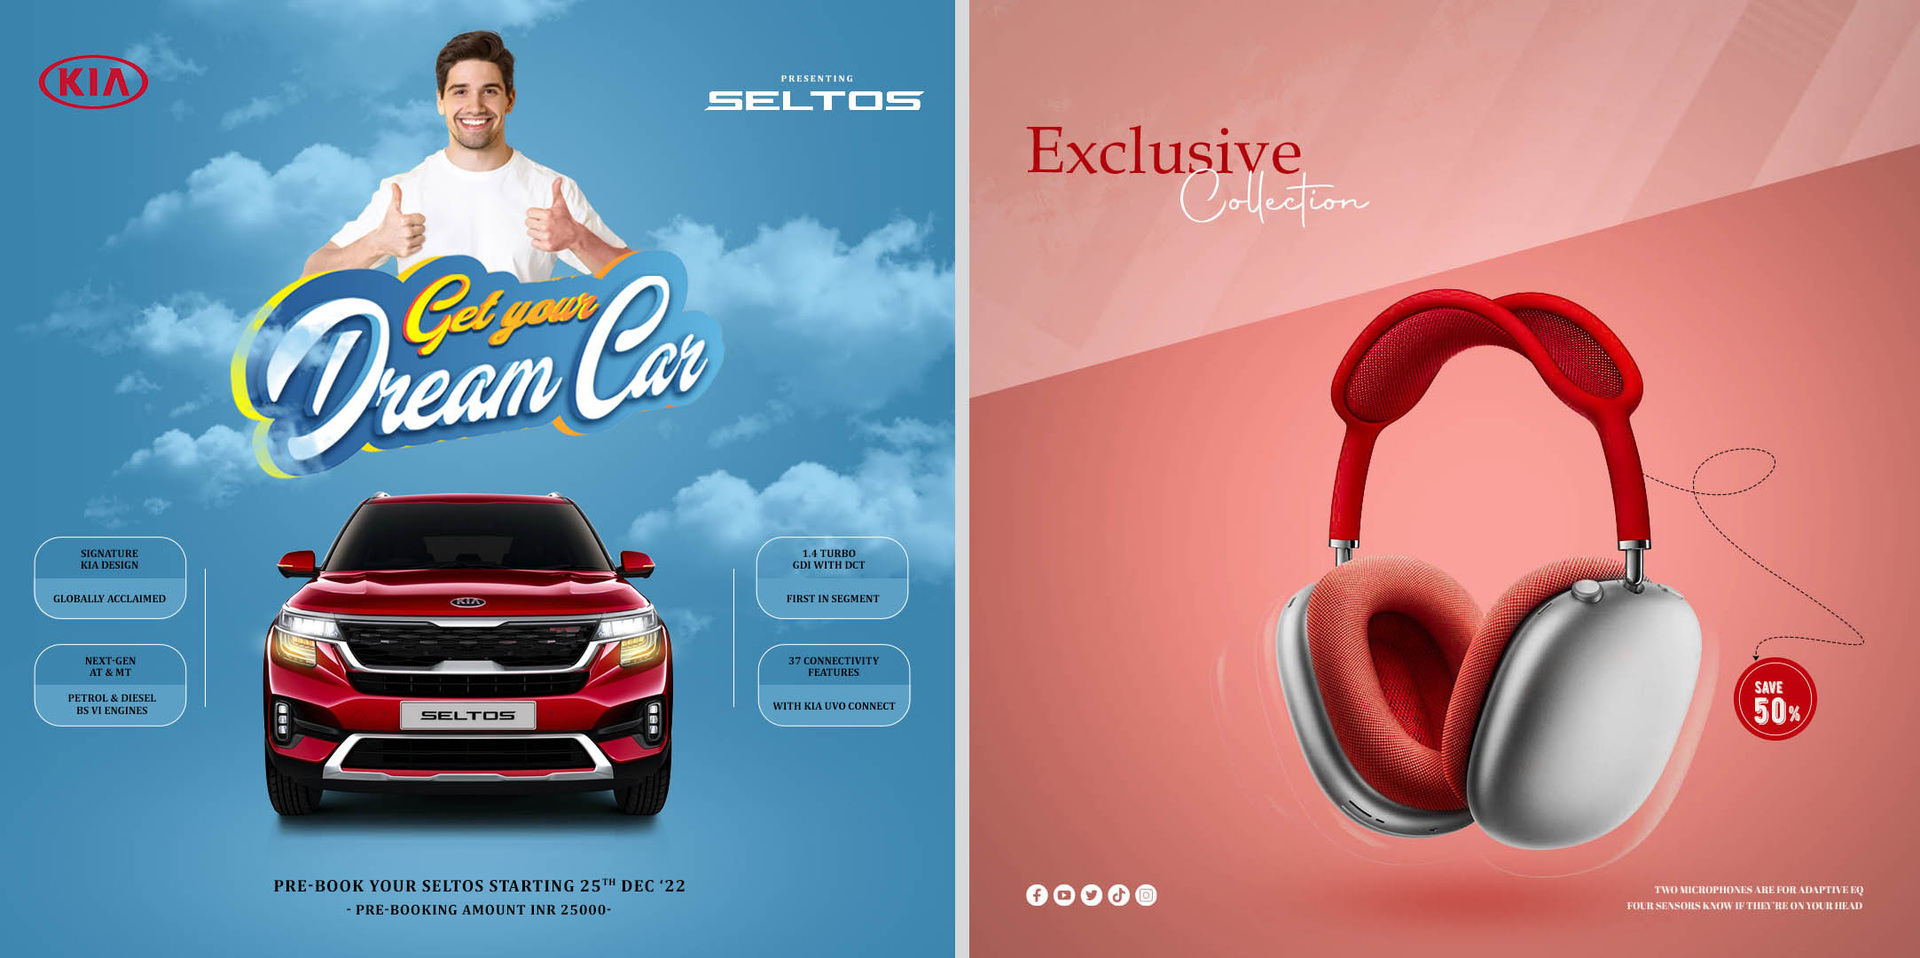 KIA
PRESENTING
SELTOS
Get your
Dream Car
SIGNATURE
KIA DESIGN
GLOBALLY ACCLAIMED
NEXT-GEN
AT & MT
PETROL & DIESEL
BS VI ENGINES
1.4 TURBO
GDI WITH DCT
FIRST IN SEGMENT
37 CONNECTIVITY
FEATURES
WITH KIA UVO CONNECT
KIA
SELTOS
PRE-BOOK YOUR SELTOS STARTING 25TH DEC ‘22
- PRE-BOOKING AMOUNT INR 25000-
Exclusive
Collection
SAVE
50%
TWO MICROPHONES ARE FOR ADAPTIVE EQ
FOUR SENSORS KNOW IF THEY'RE ON YOUR HEAD